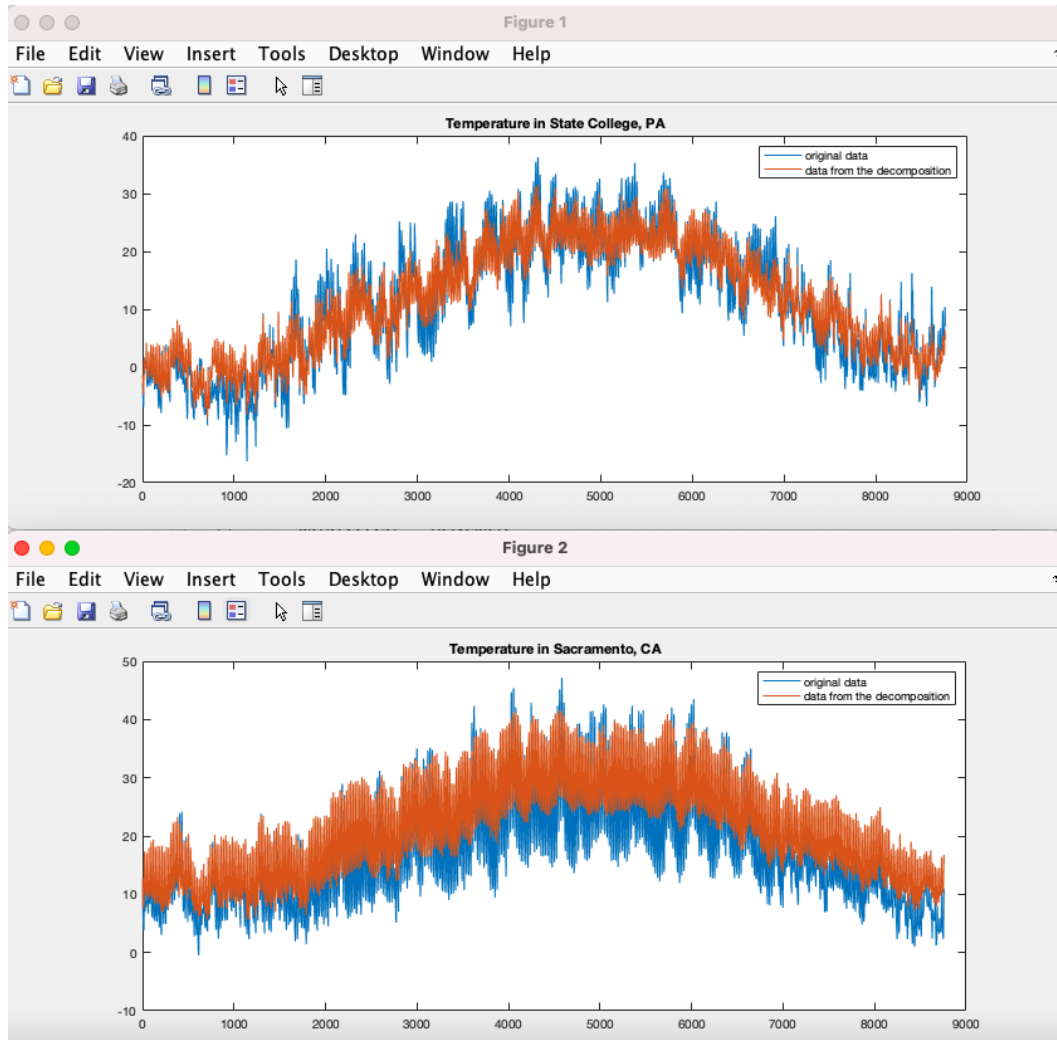 Figure 1
File Edit View Insert Tools Desktop Window Help
Temperature in State College, PA
40
original data
data from the decomposition
30
20
10
0
-10
-20
0 1000 2000 3000 4000 5000 6000 7000 8000 9000
Figure 2
File Edit View Insert Tools Desktop Window Help
Temperature in Sacramento, CA
50
original data
data from the decomposition
40
30
20
10
0
-10
0 1000 2000 3000 4000 5000 6000 7000 8000 9000